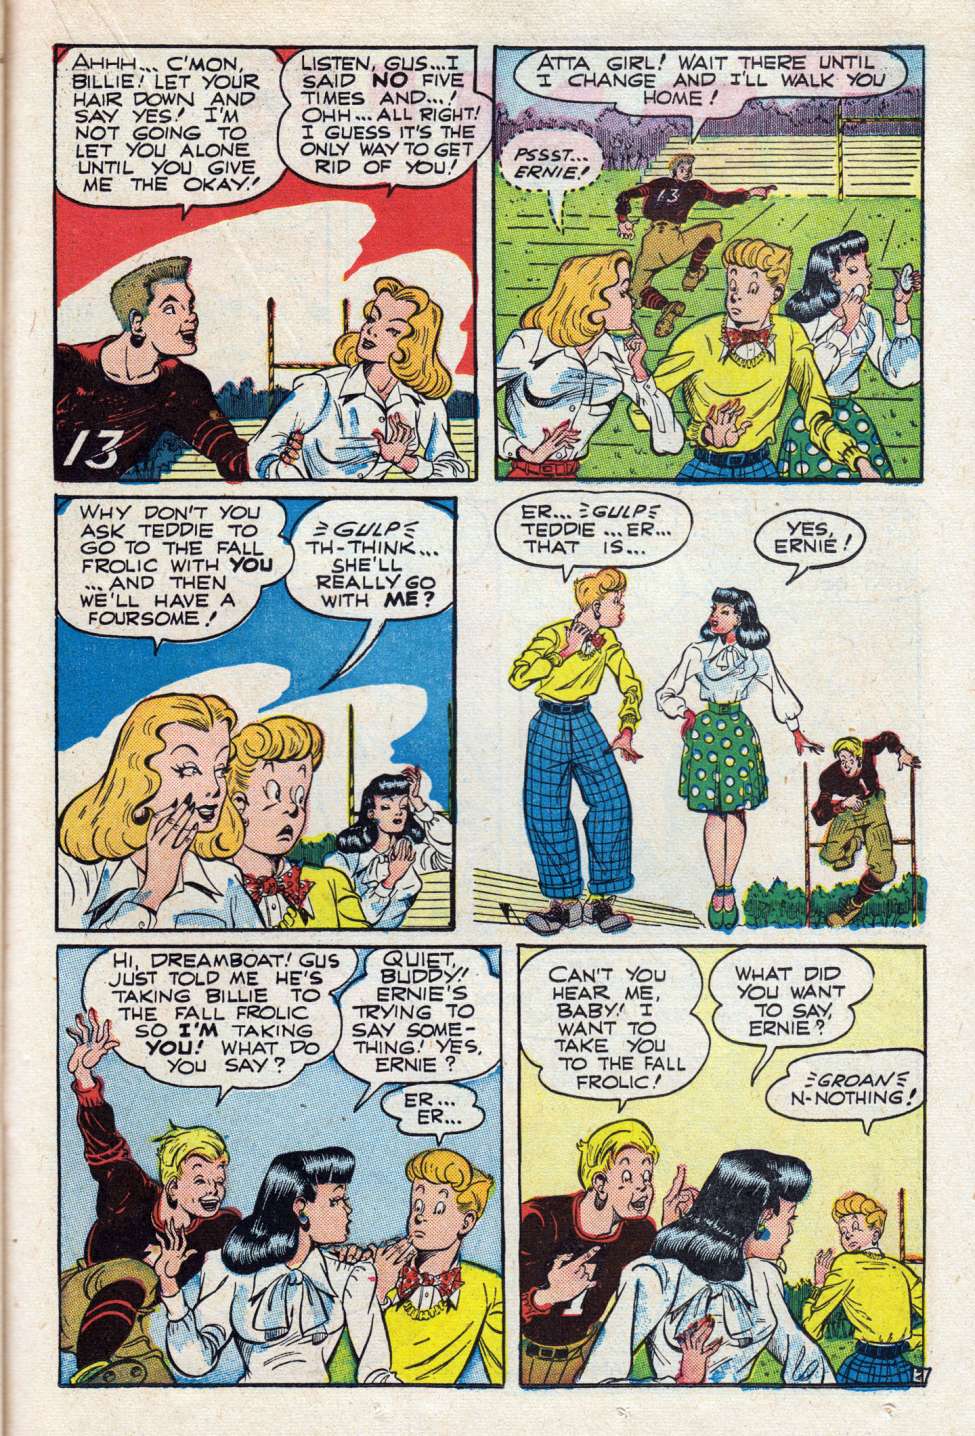 AHHH... C'MON,
BILLIE! LET YOUR
HAIR DOWN AND
SAY YES! I'M
NOT GOING TO
LET YOU ALONE
UNTIL YOU GIVE
ME THE OKAY!
LISTEN, GUS...I
SAID NO FIVE
TIMES AND...!
OHH...ALL RIGHT!
I GUESS IT'S THE
ONLY WAY TO GET
RID OF YOU!
13
ATTA GIRL! WAIT THERE UNTIL
I CHANGE AND I'LL WALK YOU
HOME!
PSSST...
ERNIE!
13
WHY DON'T YOU
ASK TEDDIE TO
GO TO THE FALL
FROLIC WITH YOU
...AND THEN
WE'LL HAVE A
FOURSOME!
GULP
TH-THINK...
SHE'LL
REALLY GO
WITH ME?
ER... GULP
TEDDIE ...ER...
THAT IS...
YES,
ERNIE!
HI, DREAMBOAT! GUS
JUST TOLD ME HE'S
TAKING BILLIE TO
THE FALL FROLIC
SO I'M TAKING
YOU! WHAT DO
YOU SAY?
QUIET,
BUDDY!
ERNIE'S
TRYING TO
SAY SOME-
THING! YES,
ERNIE?
ER...
ER...
CAN'T YOU
HEAR ME,
BABY! I
WANT TO
TAKE YOU
TO THE FALL
FROLIC!
WHAT DID
YOU WANT
TO SAY,
ERNIE?
GROAN
N-NOTHING!